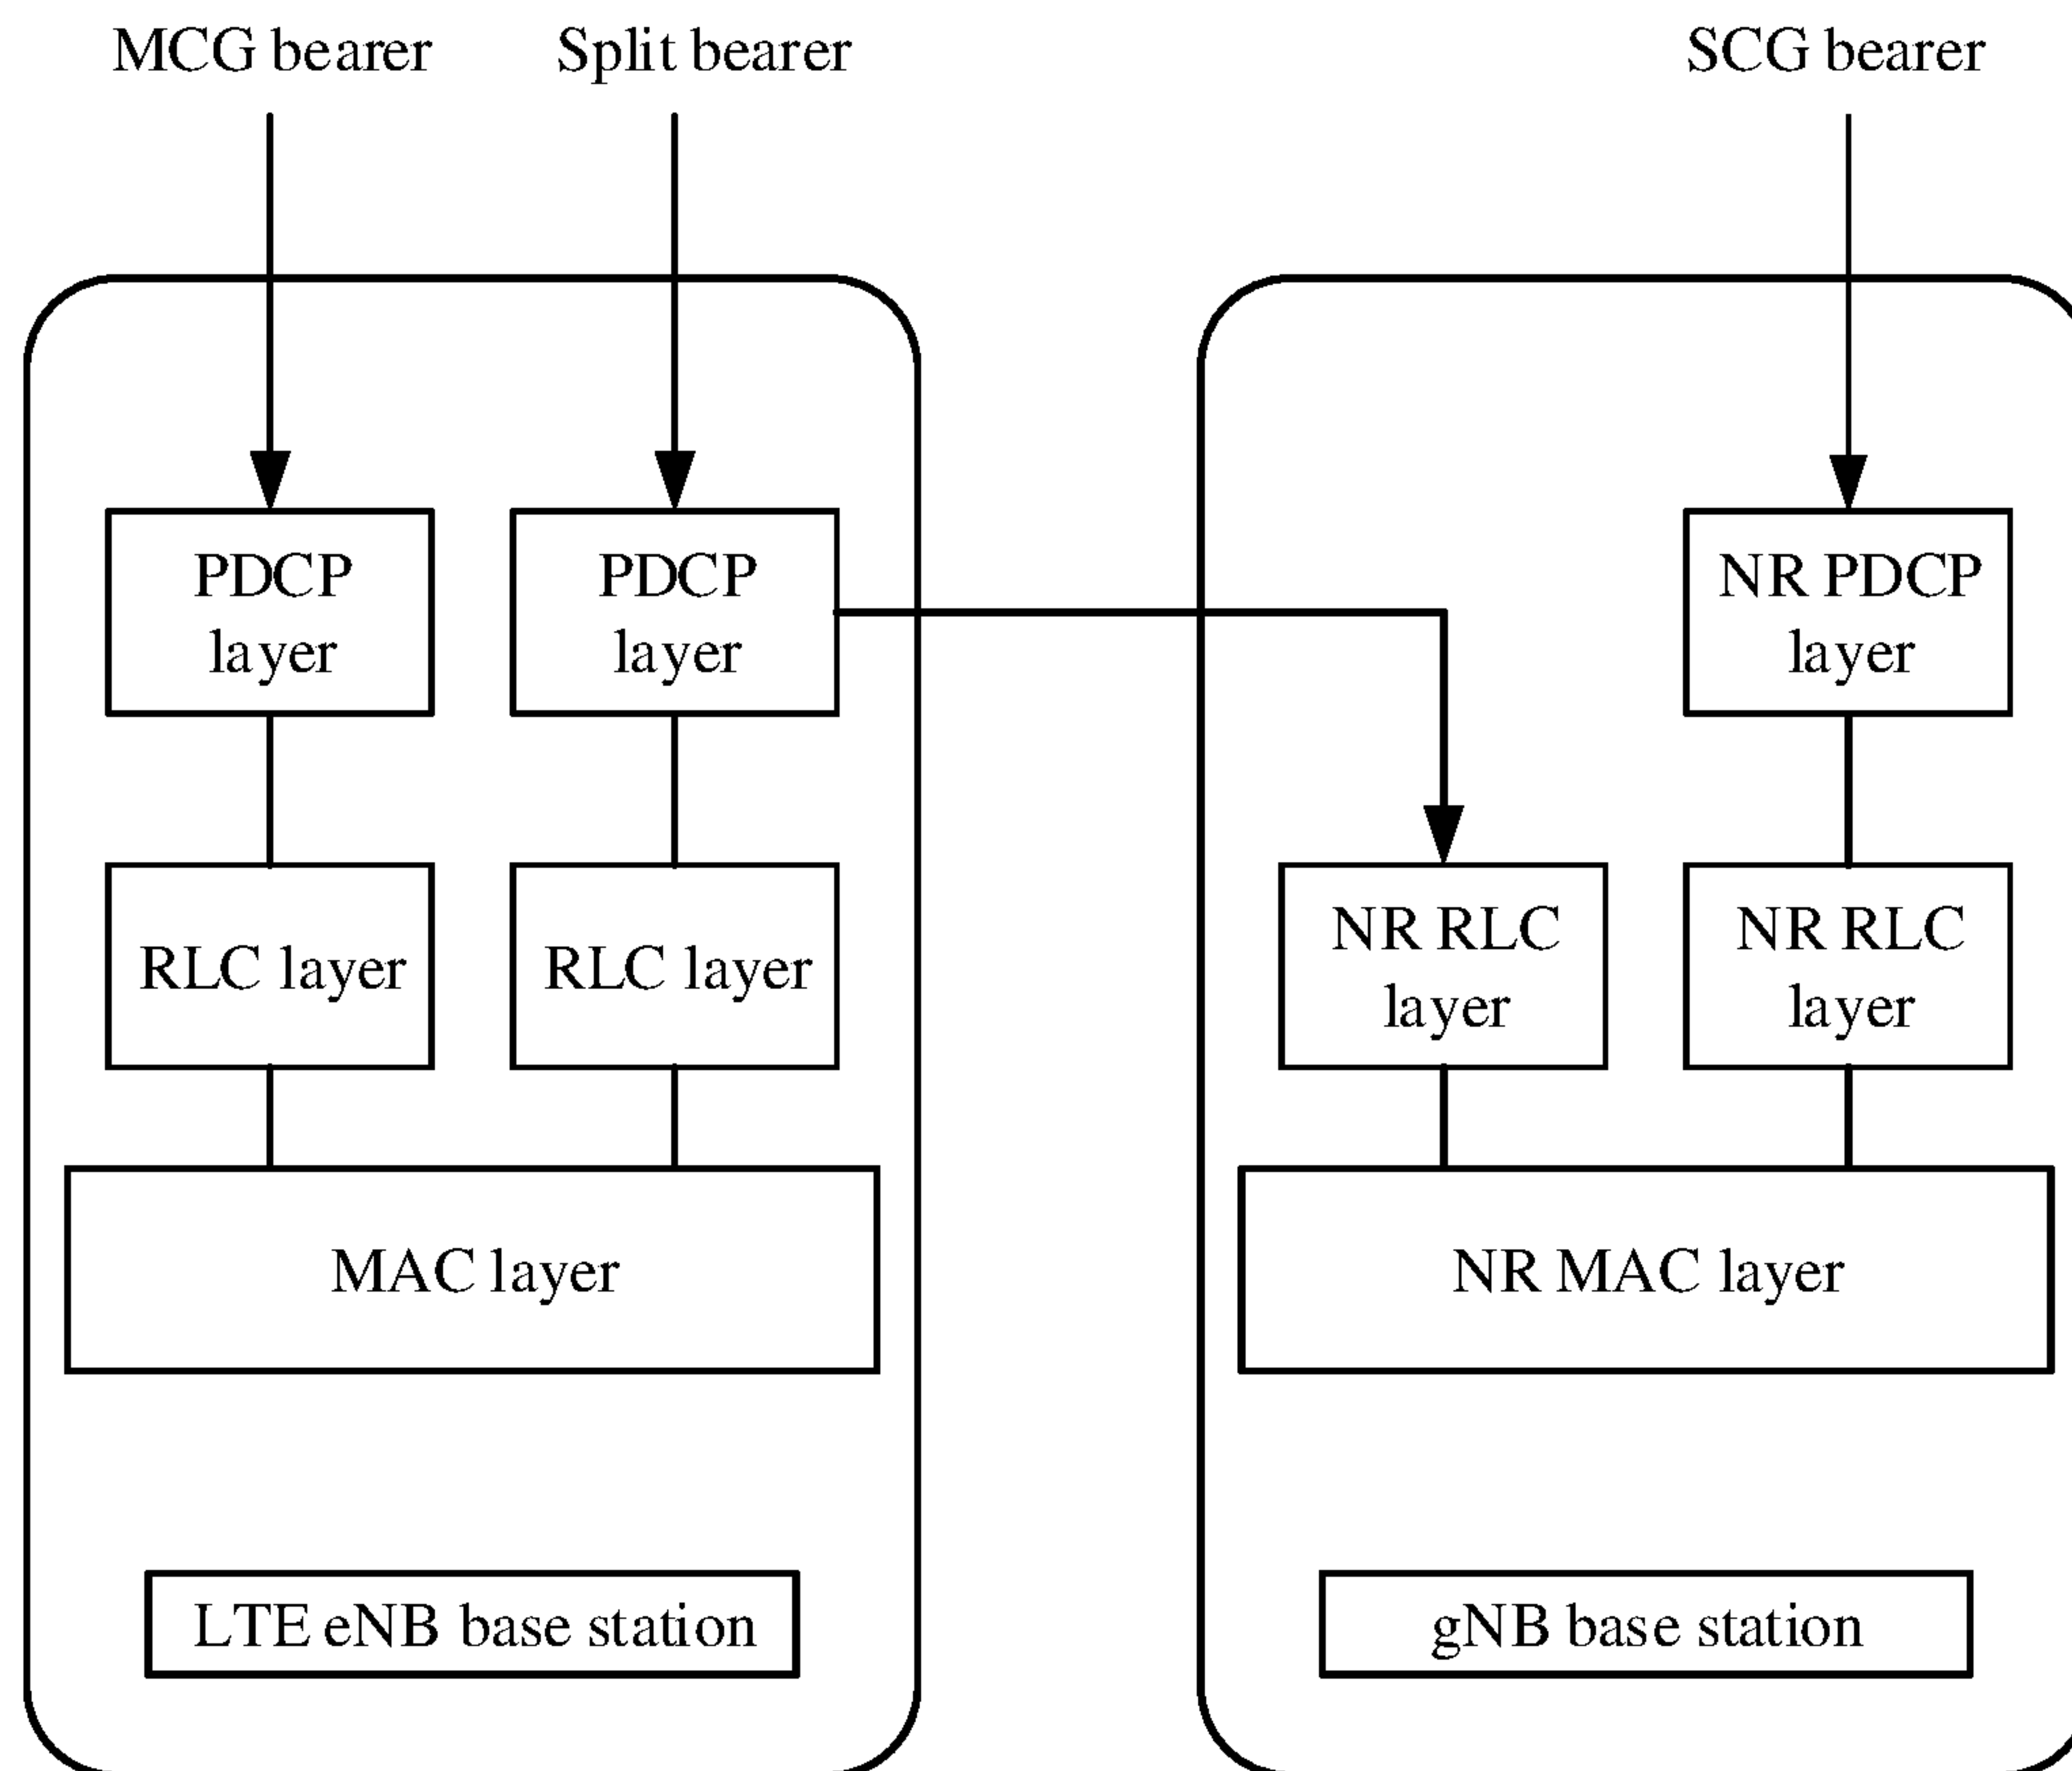 MCG bearer
Split bearer
SCG bearer
PDCP
layer
PDCP
layer
NR PDCP
layer
RLC layer
RLC layer
NR RLC
layer
NR RLC
layer
MAC layer
NR MAC layer
LTE eNB base station
gNB base station